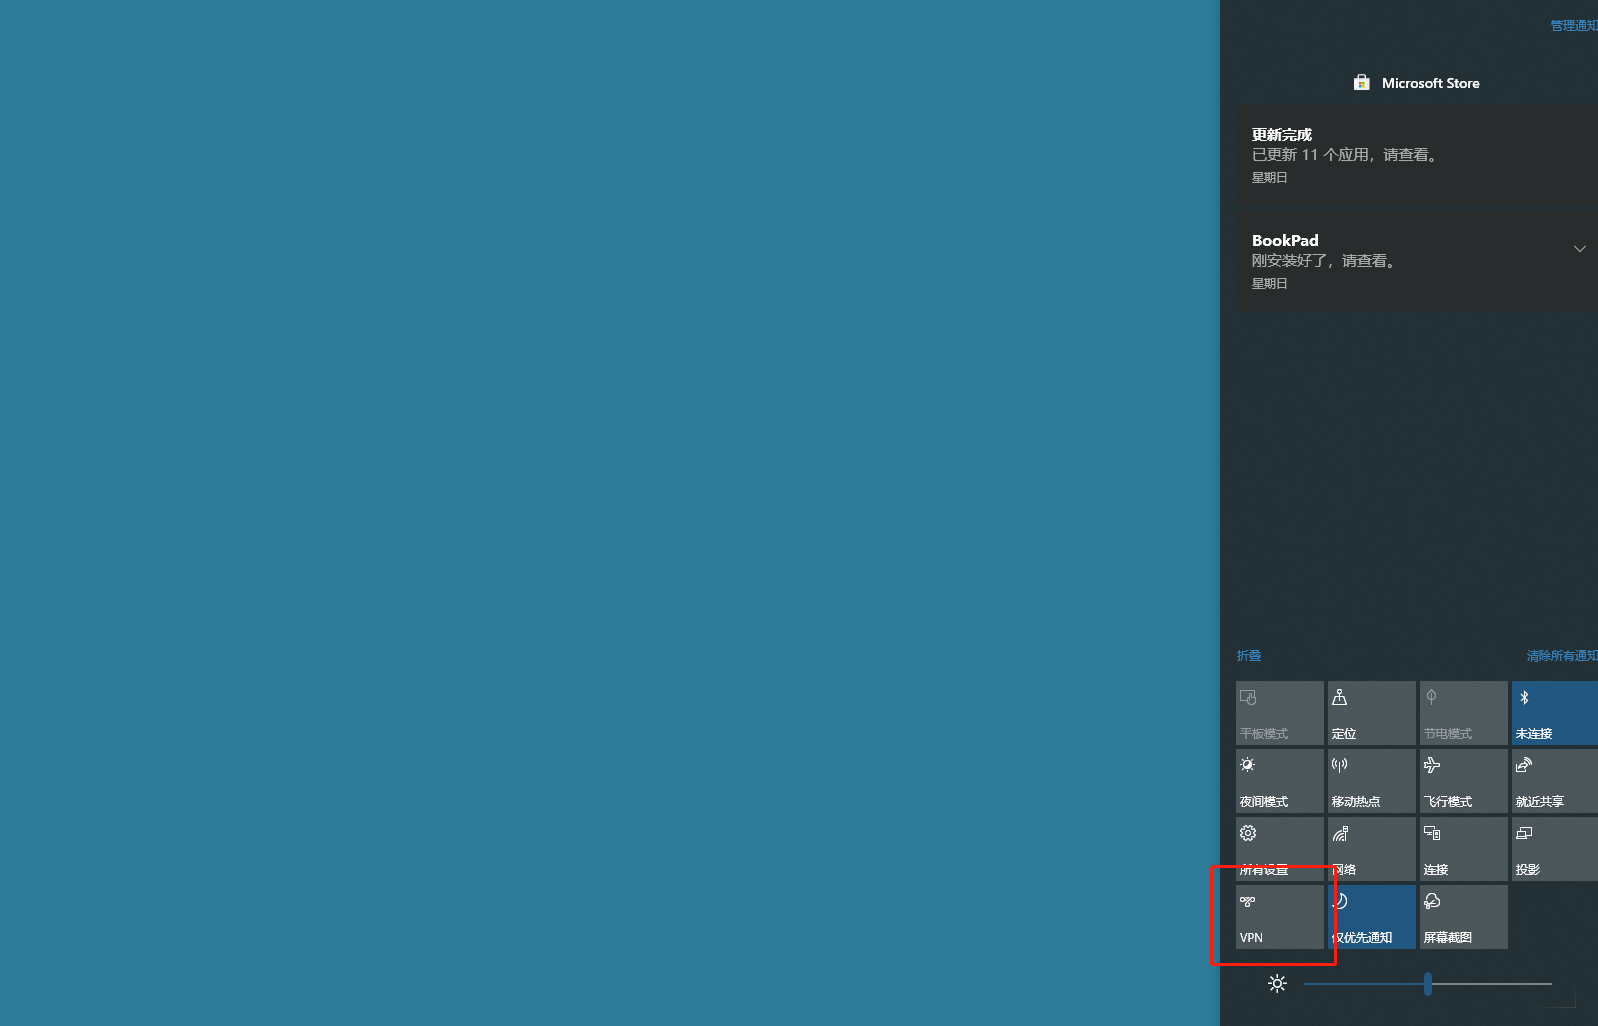 管理通知
Microsoft Store
更新完成
已更新 11 个应用，请查看。
星期日
BookPad
刚安装好了，请查看。
星期日
折叠
清除所有通知
平板模式
定位
节电模式
未连接
夜间模式
移动热点
飞行模式
就近共享
所有设置
网络
连接
投影
VPN
仅优先通知
屏幕截图